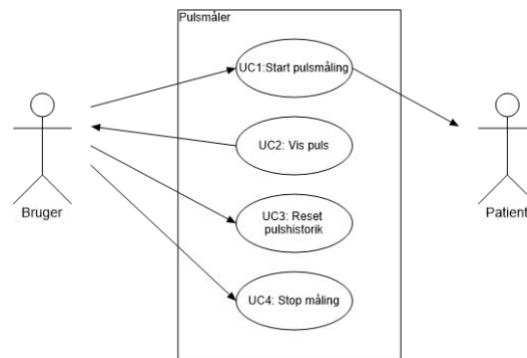 Pulsmåler
UC1:Start pulsmåling
UC2: Vis puls
UC3: Reset
pulshistorik
UC4: Stop måling
Bruger
Patient